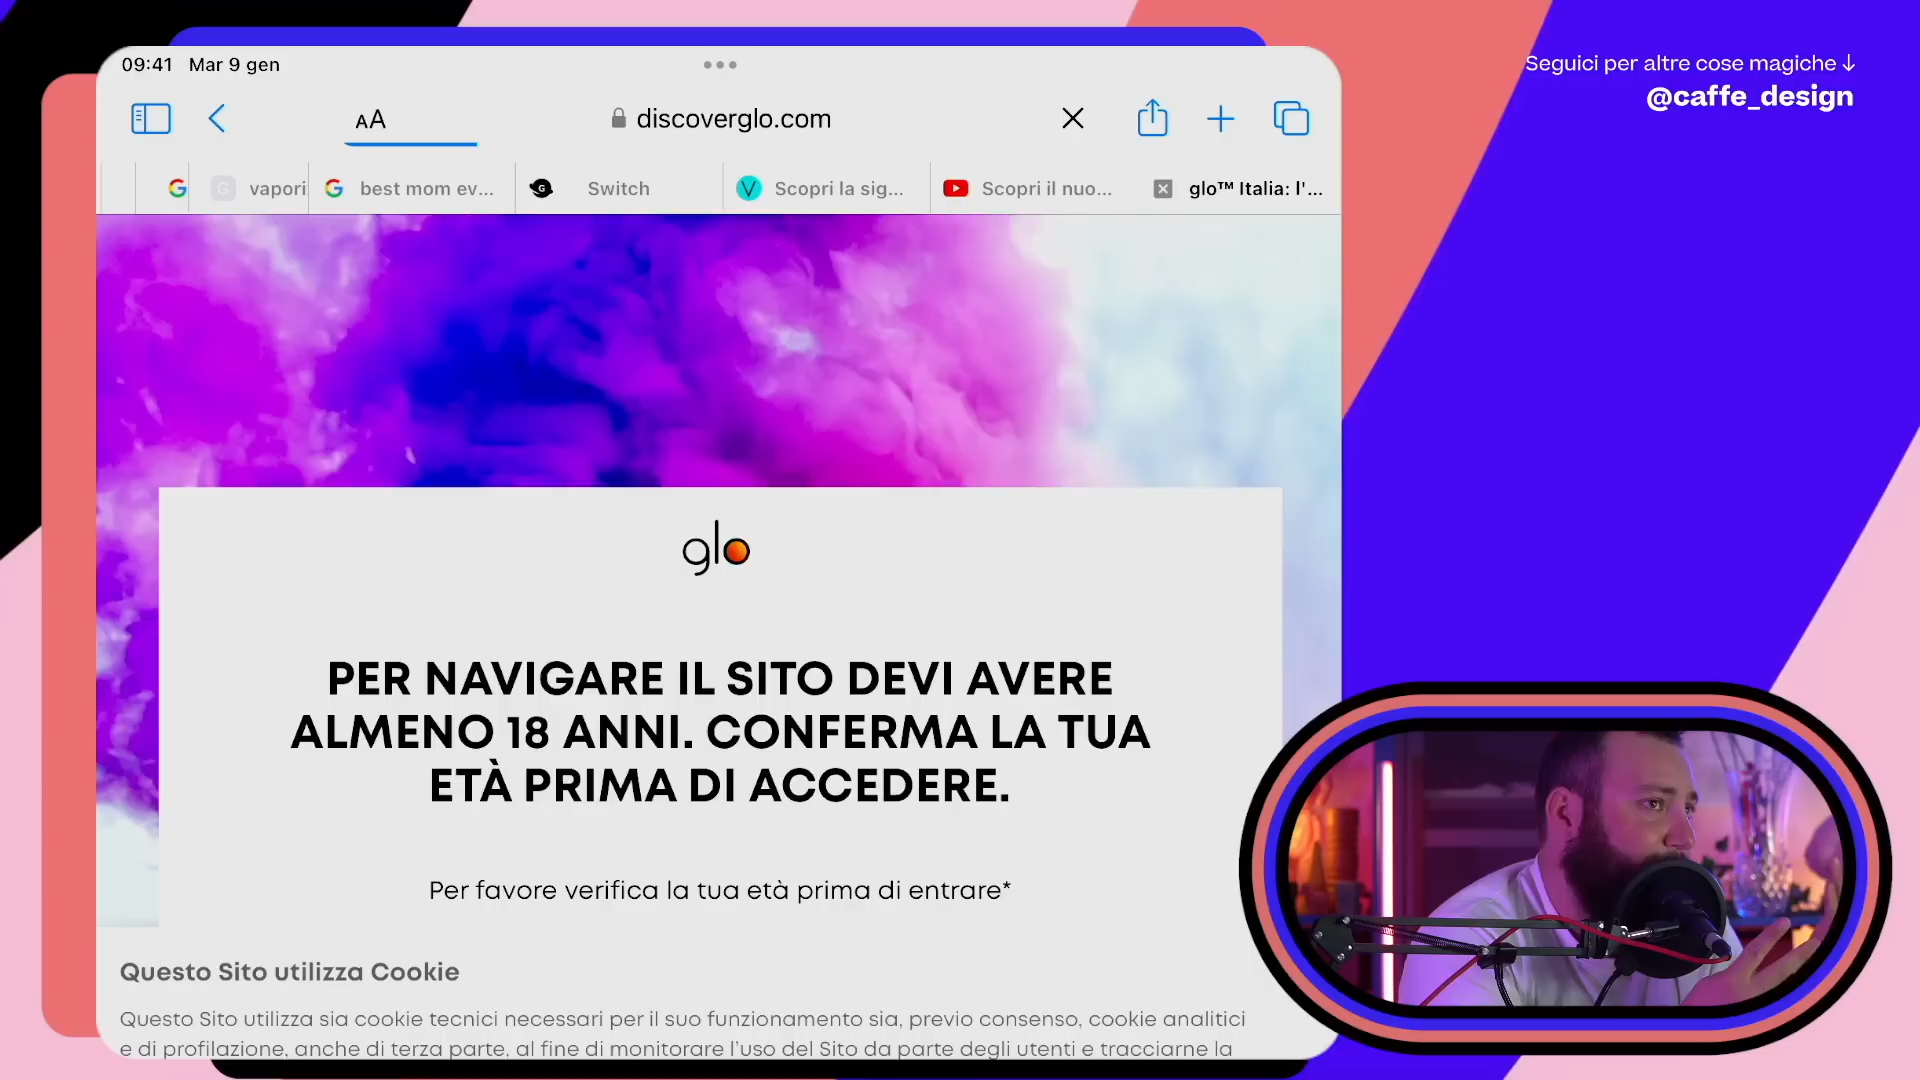 09:41 Mar 9 gen
Seguici per altre cose magiche ↓
@caffe_design
AA
discoverglo.com
vapori
best mom ev...
Switch
Scopri la sig...
Scopri il nuo...
glo™ Italia: l'...
glo
PER NAVIGARE IL SITO DEVI AVERE
ALMENO 18 ANNI. CONFERMA LA TUA
ETÀ PRIMA DI ACCEDERE.
Per favore verifica la tua età prima di entrare*
Questo Sito utilizza Cookie
Questo Sito utilizza sia cookie tecnici necessari per il suo funzionamento sia, previo consenso, cookie analitici
e di profilazione, anche di terza parte, al fine di monitorare l'uso del Sito da parte degli utenti e tracciarne la